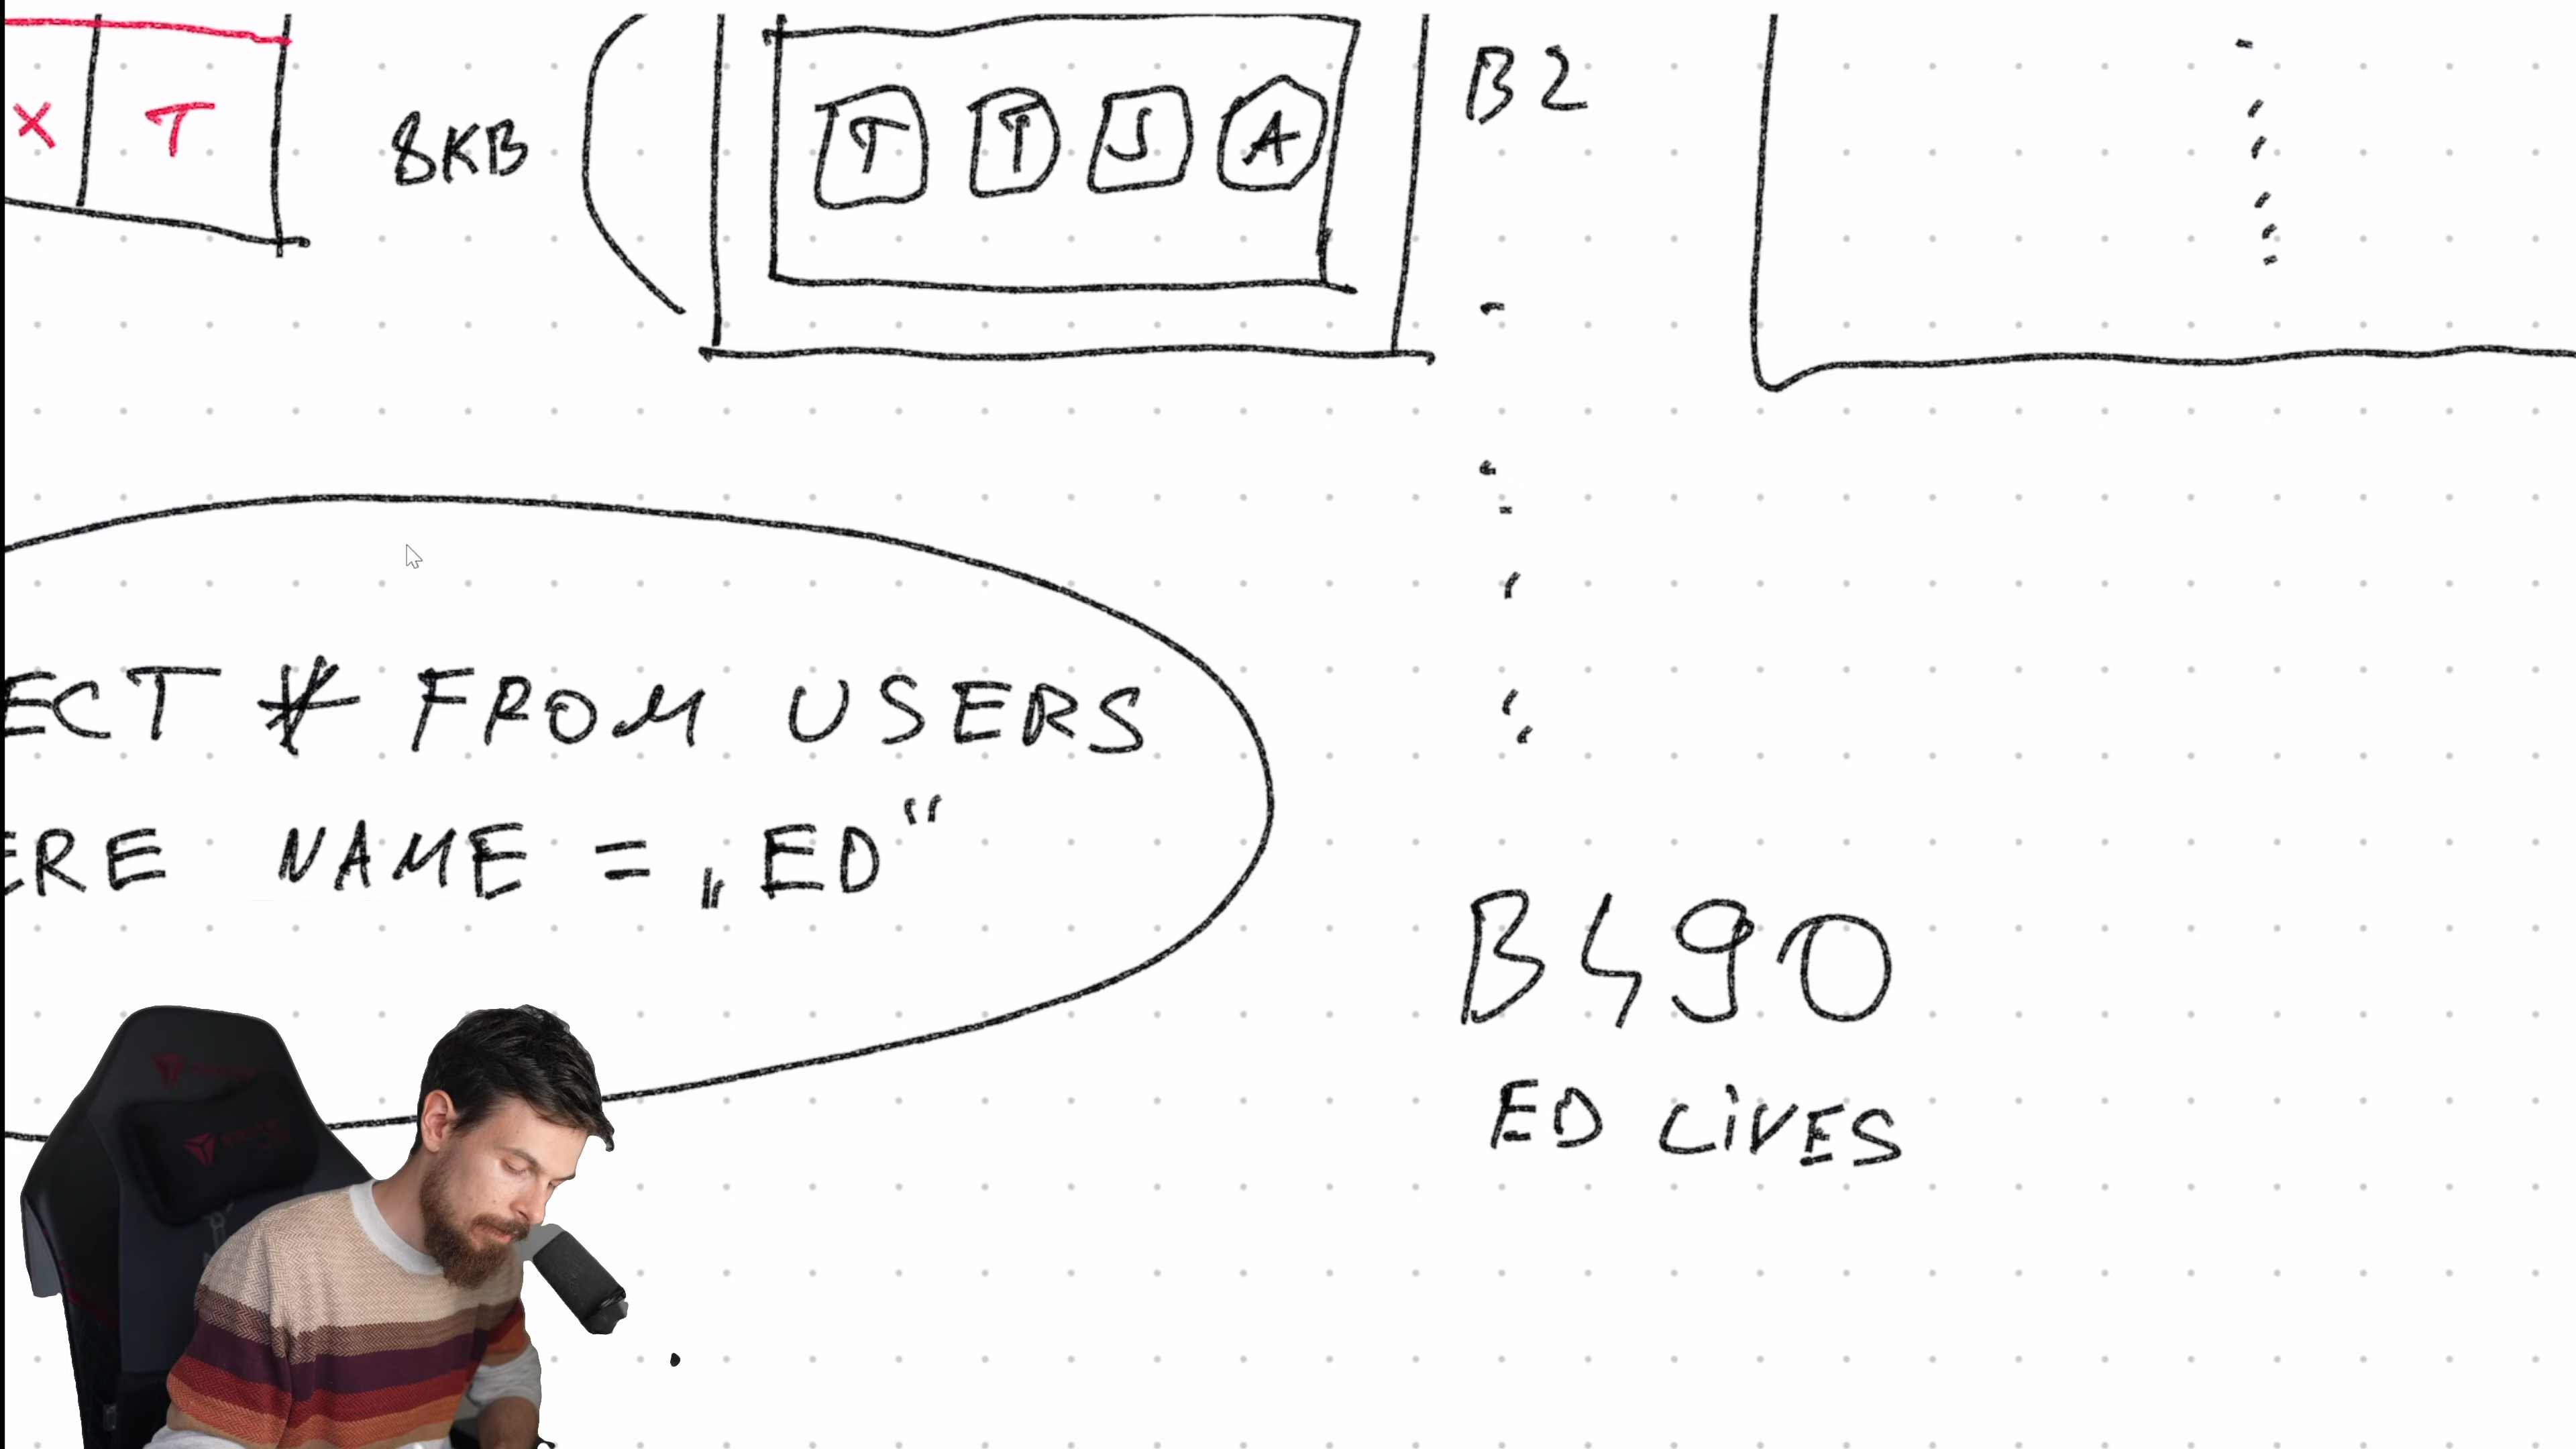 X T
8KB
T T S A
B2
ECT * FROM USERS
ERE NAME = „ED“
B490
ED LiVES